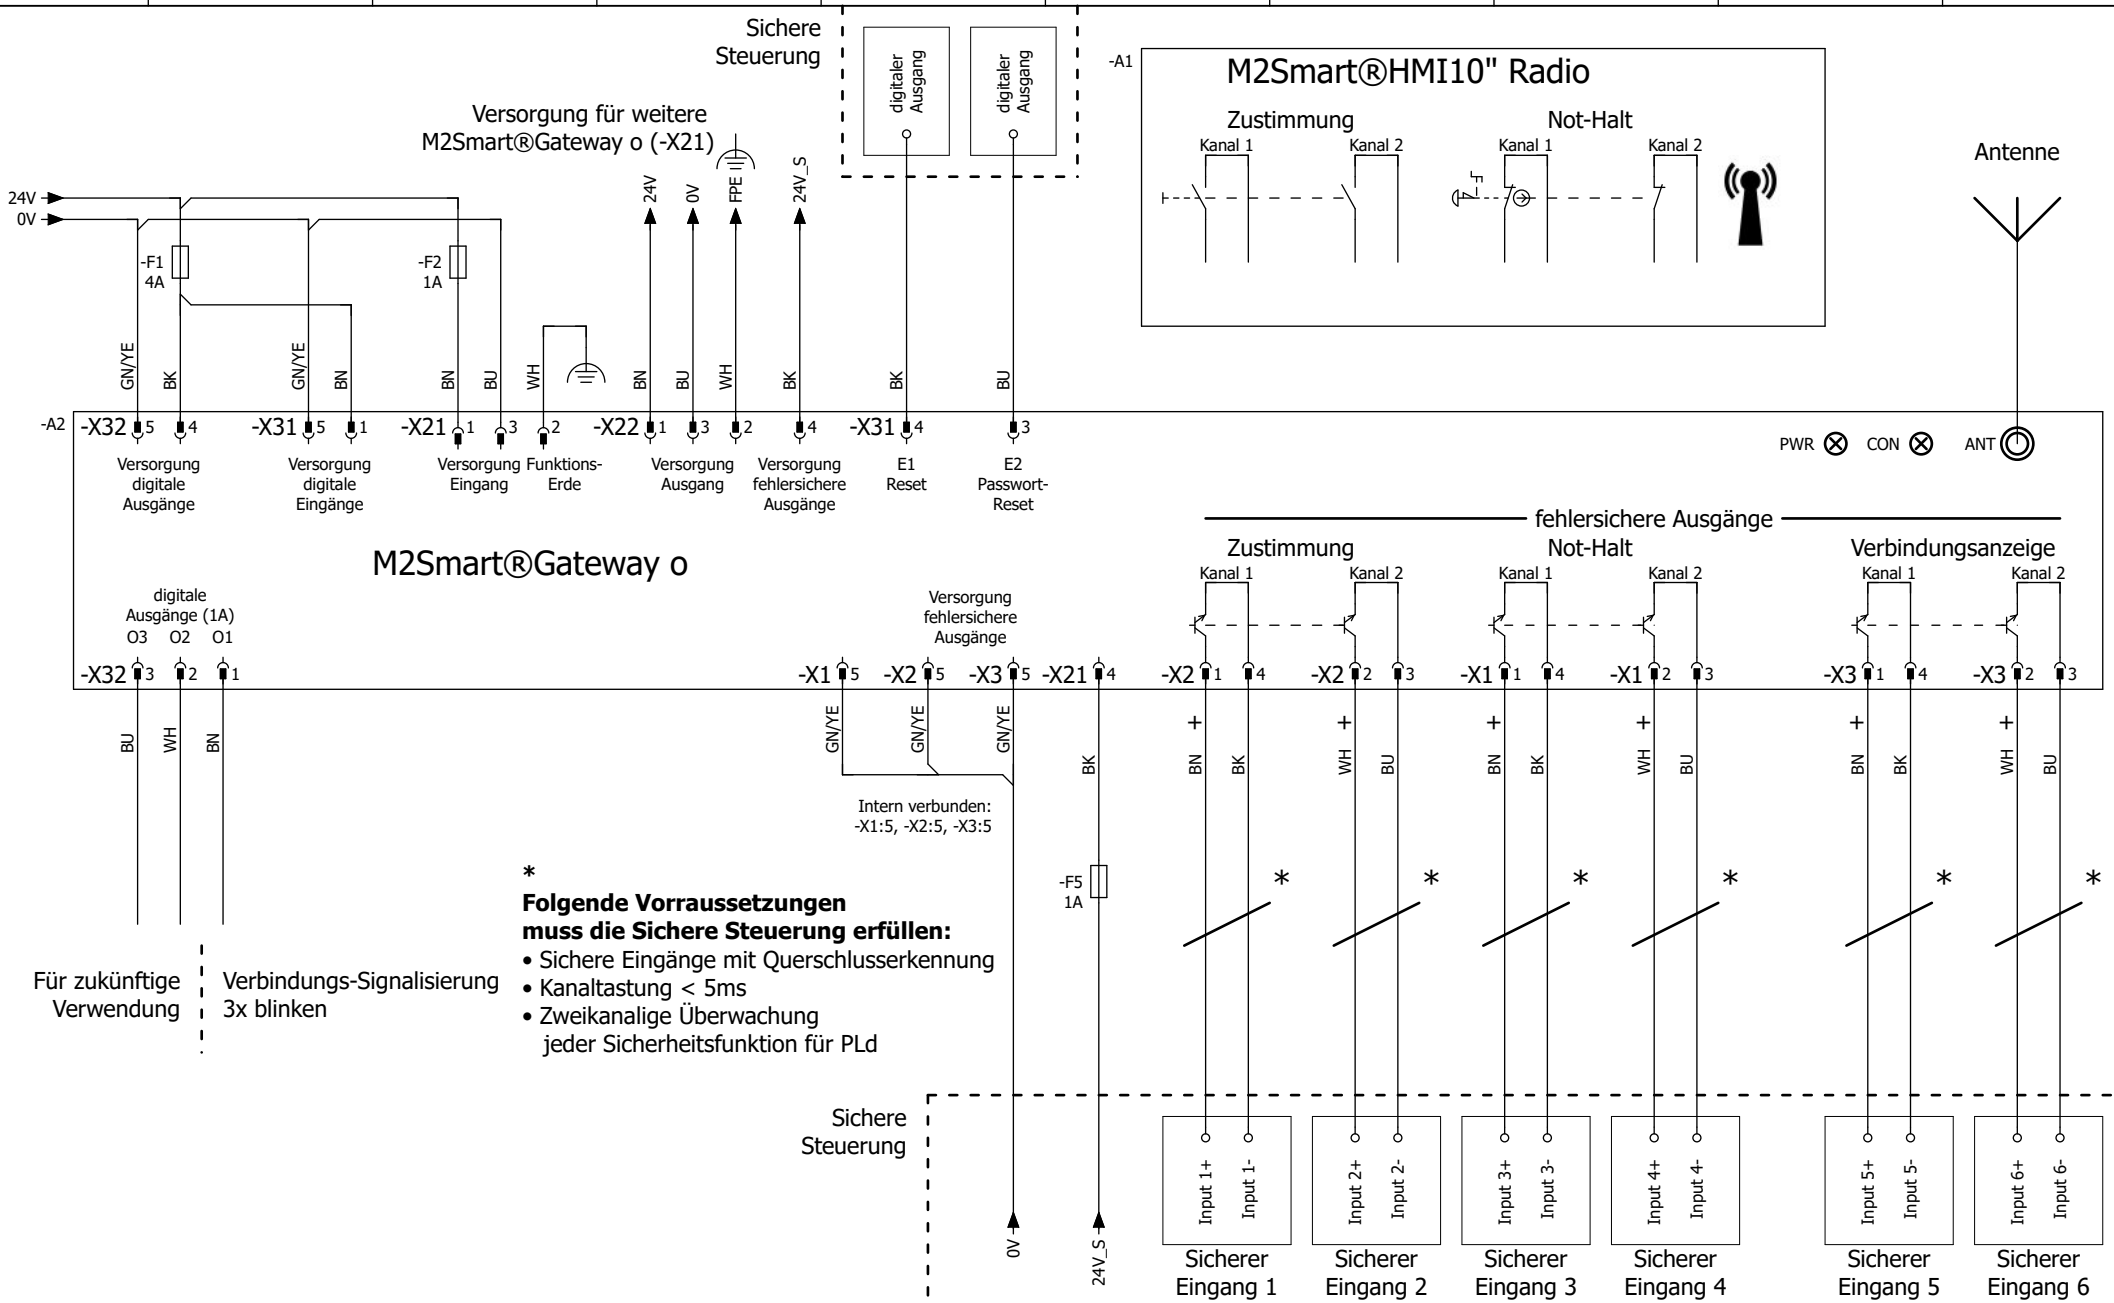 Sichere
Steuerung
digitaler
Ausgang
digitaler
Ausgang
-A1
M2Smart®HMI10" Radio
Zustimmung
Not-Halt
Kanal 1
Kanal 2
Kanal 1
Kanal 2
Antenne
Versorgung für weitere
M2Smart®Gateway o (-X21)
24V
0V
FPE
24V_S
24V
0V
-F1
4A
-F2
1A
GN/YE
BK
GN/YE
BN
BN
BU
WH
BN
BU
WH
BK
BK
BU
-A2
-X32 5 4
-X31 5 1
-X21 1 3 2
-X22 1 3 2 4
-X31 4 3
PWR
CON
ANT
Versorgung
digitale
Ausgänge
Versorgung
digitale
Eingänge
Versorgung
Eingang
Funktions-
Erde
Versorgung
Ausgang
Versorgung
fehlersichere
Ausgänge
E1
Reset
E2
Passwort-
Reset
fehlersichere Ausgänge
M2Smart®Gateway o
Zustimmung
Not-Halt
Verbindungsanzeige
Kanal 1
Kanal 2
Kanal 1
Kanal 2
Kanal 1
Kanal 2
digitale
Ausgänge (1A)
O3 O2 O1
Versorgung
fehlersichere
Ausgänge
-X32 3 2 1
-X1 5
-X2 5
-X3 5
-X21 4
-X2 1 4
-X2 2 3
-X1 1 4
-X1 2 3
-X3 1 4
-X3 2 3
+
+
+
+
+
+
BU
WH
BN
GN/YE
GN/YE
GN/YE
BK
BN
BK
WH
BU
BN
BK
WH
BU
BN
BK
WH
BU
Intern verbunden:
-X1:5, -X2:5, -X3:5
-F5
1A
*
*
*
*
*
*
*
Folgende Vorraussetzungen
muss die Sichere Steuerung erfüllen:
• Sichere Eingänge mit Querschlusserkennung
• Kanaltastung < 5ms
• Zweikanalige Überwachung
jeder Sicherheitsfunktion für PLd
Für zukünftige
Verwendung
Verbindungs-Signalisierung
3x blinken
Sichere
Steuerung
0V
24V_S
Input 1+
Input 1-
Input 2+
Input 2-
Input 3+
Input 3-
Input 4+
Input 4-
Input 5+
Input 5-
Input 6+
Input 6-
Sicherer
Eingang 1
Sicherer
Eingang 2
Sicherer
Eingang 3
Sicherer
Eingang 4
Sicherer
Eingang 5
Sicherer
Eingang 6